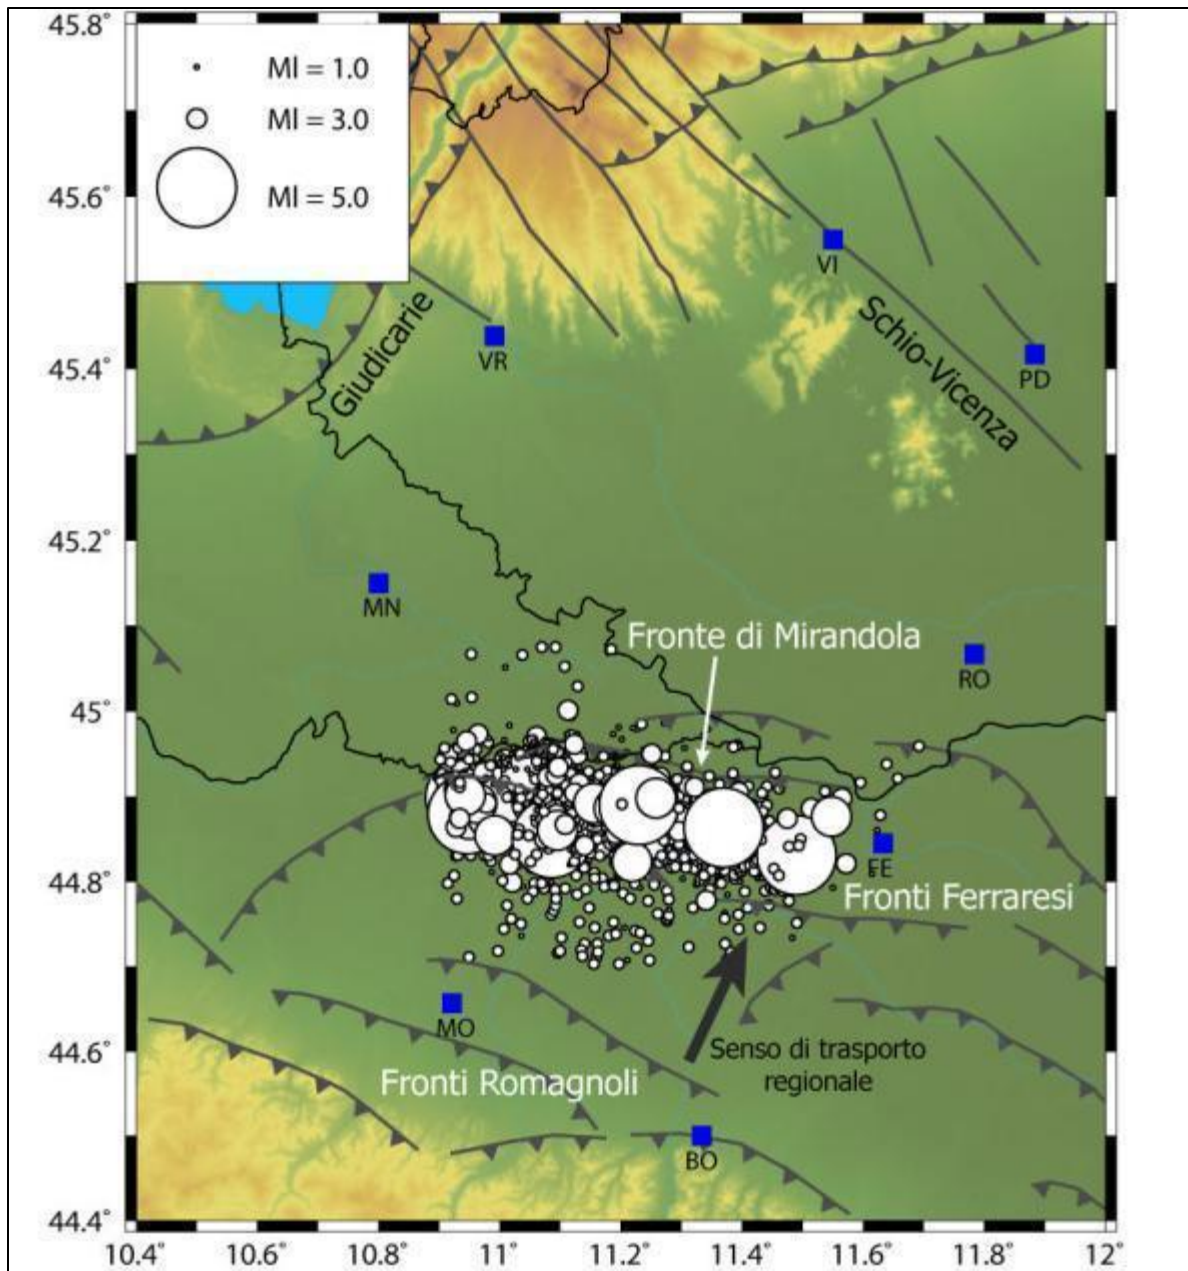 45.8
Ml = 1.0
Ml = 3.0
Ml = 5.0
45.6˚
VI
Giudicarie
VR
Schio-Vicenza
45.4˚
PD
45.2˚
MN
Fronte di Mirandola
RO
45˚
FE
44.8˚
Fronti Ferraresi
MO
44.6˚
Senso di trasporto
regionale
Fronti Romagnoli
BO
44.4˚
10.4˚ 10.6˚ 10.8˚ 11˚ 11.2˚ 11.4˚ 11.6˚ 11.8˚ 12˚